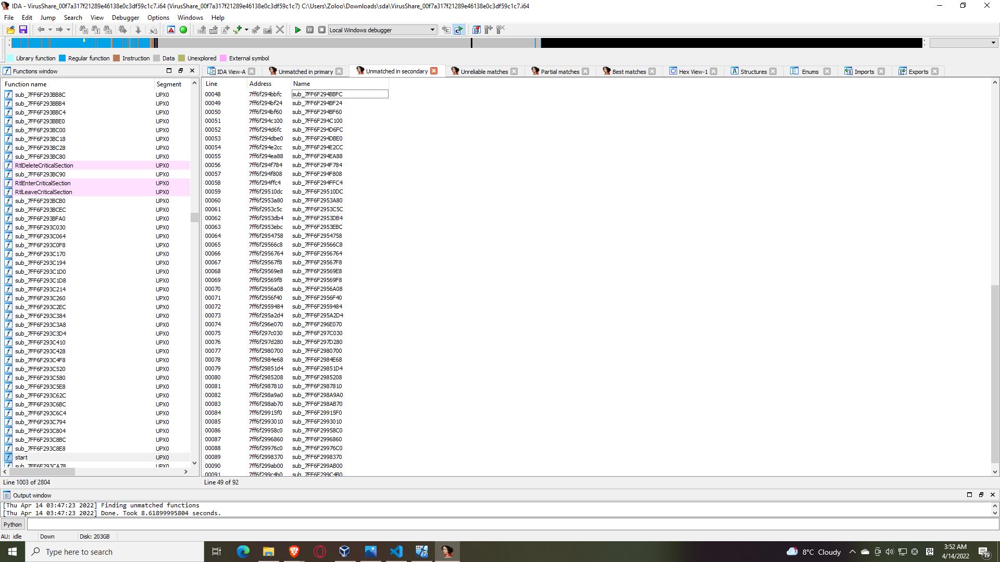 IDA - VirusShare_00f7a317f21289e46138e0c3df59c1c7.i64 (VirusShare_00f7a317f21289e46138e0c3df59c1c7) C:\Users\Zoloo\Downloads\sda\VirusShare_00f7a317f21289e46138e0c3df59c1c7.i64
File Edit Jump Search View Debugger Options Windows Help
Local Windows debugger
Library function Regular function Instruction Data Unexplored External symbol
Functions window
Function name Segment
sub_7FF6F293BB8C UPX0
sub_7FF6F293BBB4 UPX0
sub_7FF6F293BBC4 UPX0
sub_7FF6F293BBE0 UPX0
sub_7FF6F293BC00 UPX0
sub_7FF6F293BC18 UPX0
sub_7FF6F293BC28 UPX0
sub_7FF6F293BC80 UPX0
RtlDeleteCriticalSection UPX0
sub_7FF6F293BC90 UPX0
RtlEnterCriticalSection UPX0
RtlLeaveCriticalSection UPX0
sub_7FF6F293BCB0 UPX0
sub_7FF6F293BCEC UPX0
sub_7FF6F293BFA0 UPX0
sub_7FF6F293C030 UPX0
sub_7FF6F293C064 UPX0
sub_7FF6F293C0F8 UPX0
sub_7FF6F293C170 UPX0
sub_7FF6F293C194 UPX0
sub_7FF6F293C1D0 UPX0
sub_7FF6F293C1D8 UPX0
sub_7FF6F293C214 UPX0
sub_7FF6F293C260 UPX0
sub_7FF6F293C2EC UPX0
sub_7FF6F293C384 UPX0
sub_7FF6F293C3A8 UPX0
sub_7FF6F293C3D4 UPX0
sub_7FF6F293C410 UPX0
sub_7FF6F293C428 UPX0
sub_7FF6F293C4F8 UPX0
sub_7FF6F293C520 UPX0
sub_7FF6F293C580 UPX0
sub_7FF6F293C5E8 UPX0
sub_7FF6F293C62C UPX0
sub_7FF6F293C6BC UPX0
sub_7FF6F293C6C4 UPX0
sub_7FF6F293C794 UPX0
sub_7FF6F293C804 UPX0
sub_7FF6F293C8BC UPX0
sub_7FF6F293C8E8 UPX0
start UPX0
sub_7FF6F293CA78 UPX0
Line 1003 of 2804
IDA View-A Unmatched in primary Unmatched in secondary Unreliable matches Partial matches Best matches Hex View-1 Structures Enums Imports Exports
Line Address Name
00048 7ff6f294bbfc sub_7FF6F294BBFC
00049 7ff6f294bf24 sub_7FF6F294BF24
00050 7ff6f294bf60 sub_7FF6F294BF60
00051 7ff6f294c100 sub_7FF6F294C100
00052 7ff6f294d6fc sub_7FF6F294D6FC
00053 7ff6f294dbe0 sub_7FF6F294DBE0
00054 7ff6f294e2cc sub_7FF6F294E2CC
00055 7ff6f294ea88 sub_7FF6F294EA88
00056 7ff6f294f784 sub_7FF6F294F784
00057 7ff6f294f808 sub_7FF6F294F808
00058 7ff6f294ffc4 sub_7FF6F294FFC4
00059 7ff6f29510dc sub_7FF6F29510DC
00060 7ff6f2953a80 sub_7FF6F2953A80
00061 7ff6f2953c5c sub_7FF6F2953C5C
00062 7ff6f2953db4 sub_7FF6F2953DB4
00063 7ff6f2953ebc sub_7FF6F2953EBC
00064 7ff6f2954758 sub_7FF6F2954758
00065 7ff6f29566c8 sub_7FF6F29566C8
00066 7ff6f2956764 sub_7FF6F2956764
00067 7ff6f29567f8 sub_7FF6F29567F8
00068 7ff6f29569e8 sub_7FF6F29569E8
00069 7ff6f29569f8 sub_7FF6F29569F8
00070 7ff6f2956a08 sub_7FF6F2956A08
00071 7ff6f2956f40 sub_7FF6F2956F40
00072 7ff6f2959484 sub_7FF6F2959484
00073 7ff6f295a2d4 sub_7FF6F295A2D4
00074 7ff6f296e070 sub_7FF6F296E070
00075 7ff6f297c030 sub_7FF6F297C030
00076 7ff6f297d280 sub_7FF6F297D280
00077 7ff6f2980700 sub_7FF6F2980700
00078 7ff6f2984e68 sub_7FF6F2984E68
00079 7ff6f29851d4 sub_7FF6F29851D4
00080 7ff6f2985208 sub_7FF6F2985208
00081 7ff6f2987810 sub_7FF6F2987810
00082 7ff6f298a9a0 sub_7FF6F298A9A0
00083 7ff6f298ab70 sub_7FF6F298AB70
00084 7ff6f29915f0 sub_7FF6F29915F0
00085 7ff6f2993010 sub_7FF6F2993010
00086 7ff6f29958c0 sub_7FF6F29958C0
00087 7ff6f2996860 sub_7FF6F2996860
00088 7ff6f29976c0 sub_7FF6F29976C0
00089 7ff6f2998370 sub_7FF6F2998370
00090 7ff6f299ab00 sub_7FF6F299AB00
00091 7ff6f299c4b0 sub_7FF6F299C4B0
Line 49 of 92
Output window
[Thu Apr 14 03:47:23 2022] Finding unmatched functions
[Thu Apr 14 03:47:23 2022] Done. Took 8.61899995804 seconds.
Python
AU: idle Down Disk: 203GB
Type here to search
8°C Cloudy
3:52 AM
4/14/2022
19